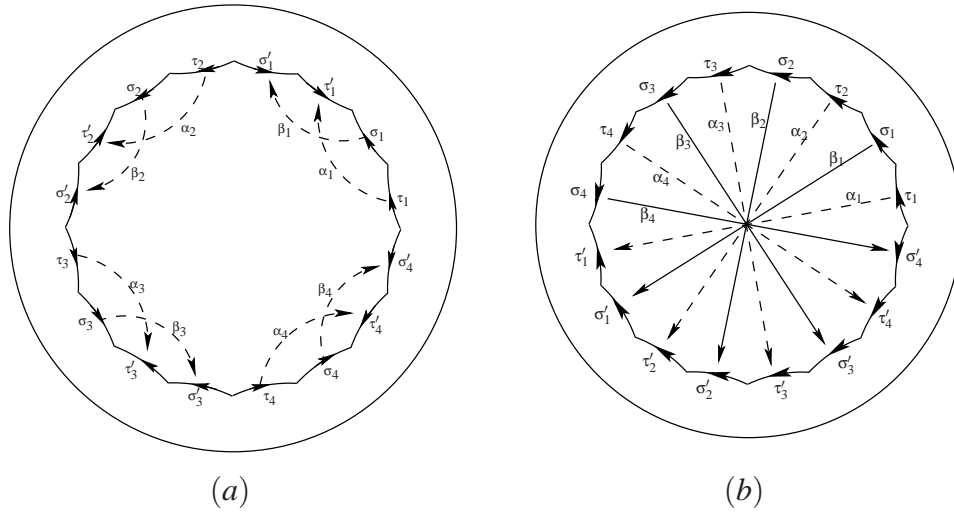 τ₂ σ′₁
σ₂ τ′₁
τ′₂ α₂ β₁ σ₁
β₂ α₁
σ′₂ τ₁
τ₃ σ′₄
α₃ β₄
σ₃ β₃ α₄ τ′₄
τ′₃ σ₄
σ′₃ τ₄
(a)
τ₃ σ₂
σ₃ τ₂
τ₄ α₃ β₂ α₂ σ₁
β₃ β₁
α₄
σ₄ α₁ τ₁
β₄
τ′₁ σ′₄
σ′₁ τ′₄
τ′₂ σ′₃
σ′₂ τ′₃
(b)